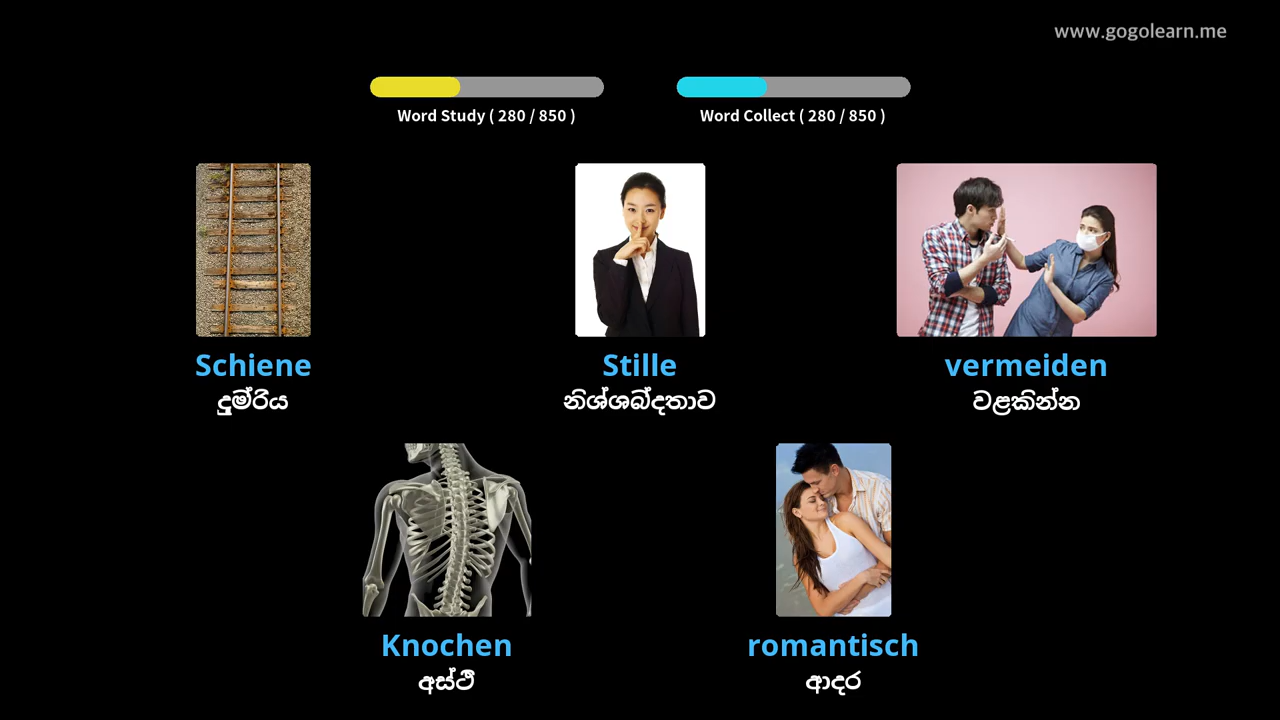 www.gogolearn.me
Word Study ( 280 / 850 )
Word Collect ( 280 / 850 )
Schiene
දුම්රිය
Stille
නිශ්ශබ්දතාව
vermeiden
වළකින්න
Knochen
අස්ථි
romantisch
ආදර